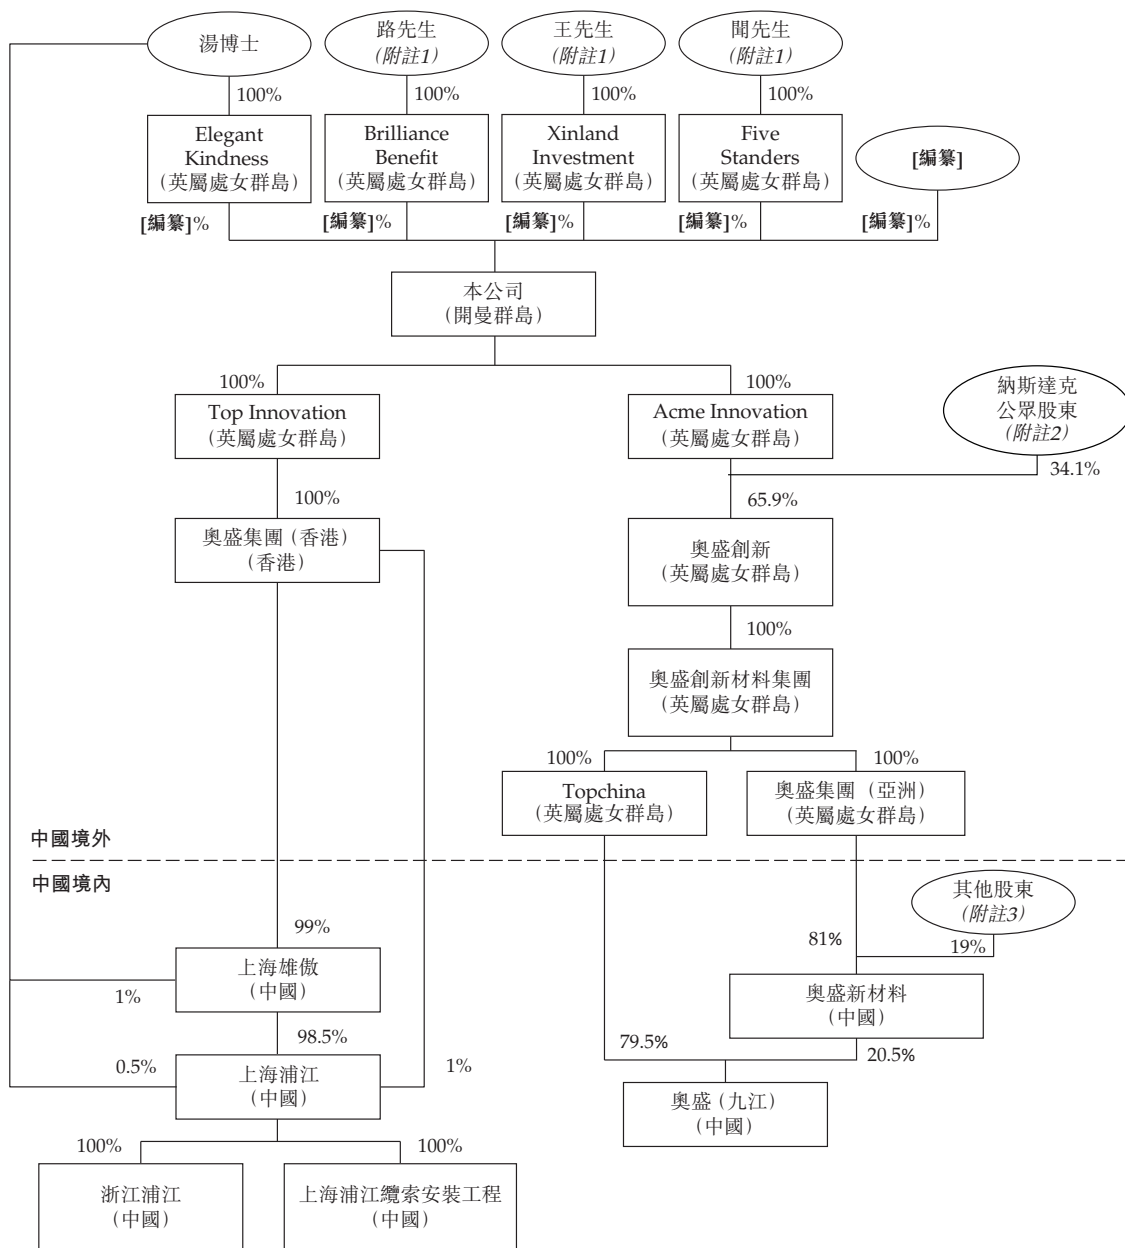 湯博士
路先生
(附註1)
王先生
(附註1)
聞先生
(附註1)
100%
100%
100%
100%
Elegant
Kindness
(英屬處女群島)
Brilliance
Benefit
(英屬處女群島)
Xinland
Investment
(英屬處女群島)
Five
Standers
(英屬處女群島)
[編纂]
[編纂]%
[編纂]%
[編纂]%
[編纂]%
[編纂]%
本公司
(開曼群島)
100%
100%
Top Innovation
(英屬處女群島)
Acme Innovation
(英屬處女群島)
納斯達克
公眾股東
(附註2)
34.1%
100%
65.9%
奧盛集團(香港)
(香港)
奧盛創新
(英屬處女群島)
100%
奧盛創新材料集團
(英屬處女群島)
100%
100%
Topchina
(英屬處女群島)
奧盛集團(亞洲)
(英屬處女群島)
中國境外
中國境內
其他股東
(附註3)
99%
81%
19%
上海雄傲
(中國)
奧盛新材料
(中國)
1%
98.5%
79.5%
20.5%
0.5%
1%
上海浦江
(中國)
奧盛(九江)
(中國)
100%
100%
浙江浦江
(中國)
上海浦江纜索安裝工程
(中國)